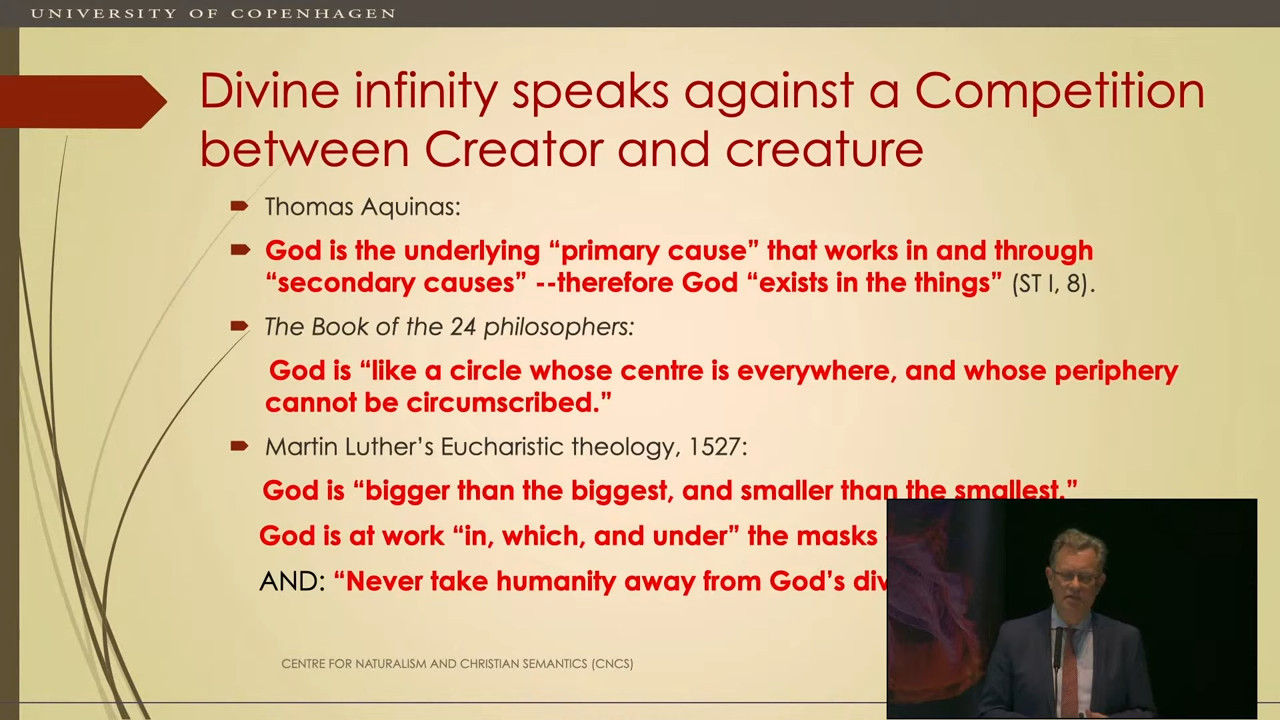 UNIVERSITY OF COPENHAGEN
Divine infinity speaks against a Competition
between Creator and creature
Thomas Aquinas:
God is the underlying “primary cause” that works in and through
“secondary causes” --therefore God “exists in the things” (ST I, 8).
The Book of the 24 philosophers:
God is “like a circle whose centre is everywhere, and whose periphery
cannot be circumscribed.”
Martin Luther’s Eucharistic theology, 1527:
God is “bigger than the biggest, and smaller than the smallest.”
God is at work “in, which, and under” the masks
AND: “Never take humanity away from God’s
CENTRE FOR NATURALISM AND CHRISTIAN SEMANTICS (CNCS)